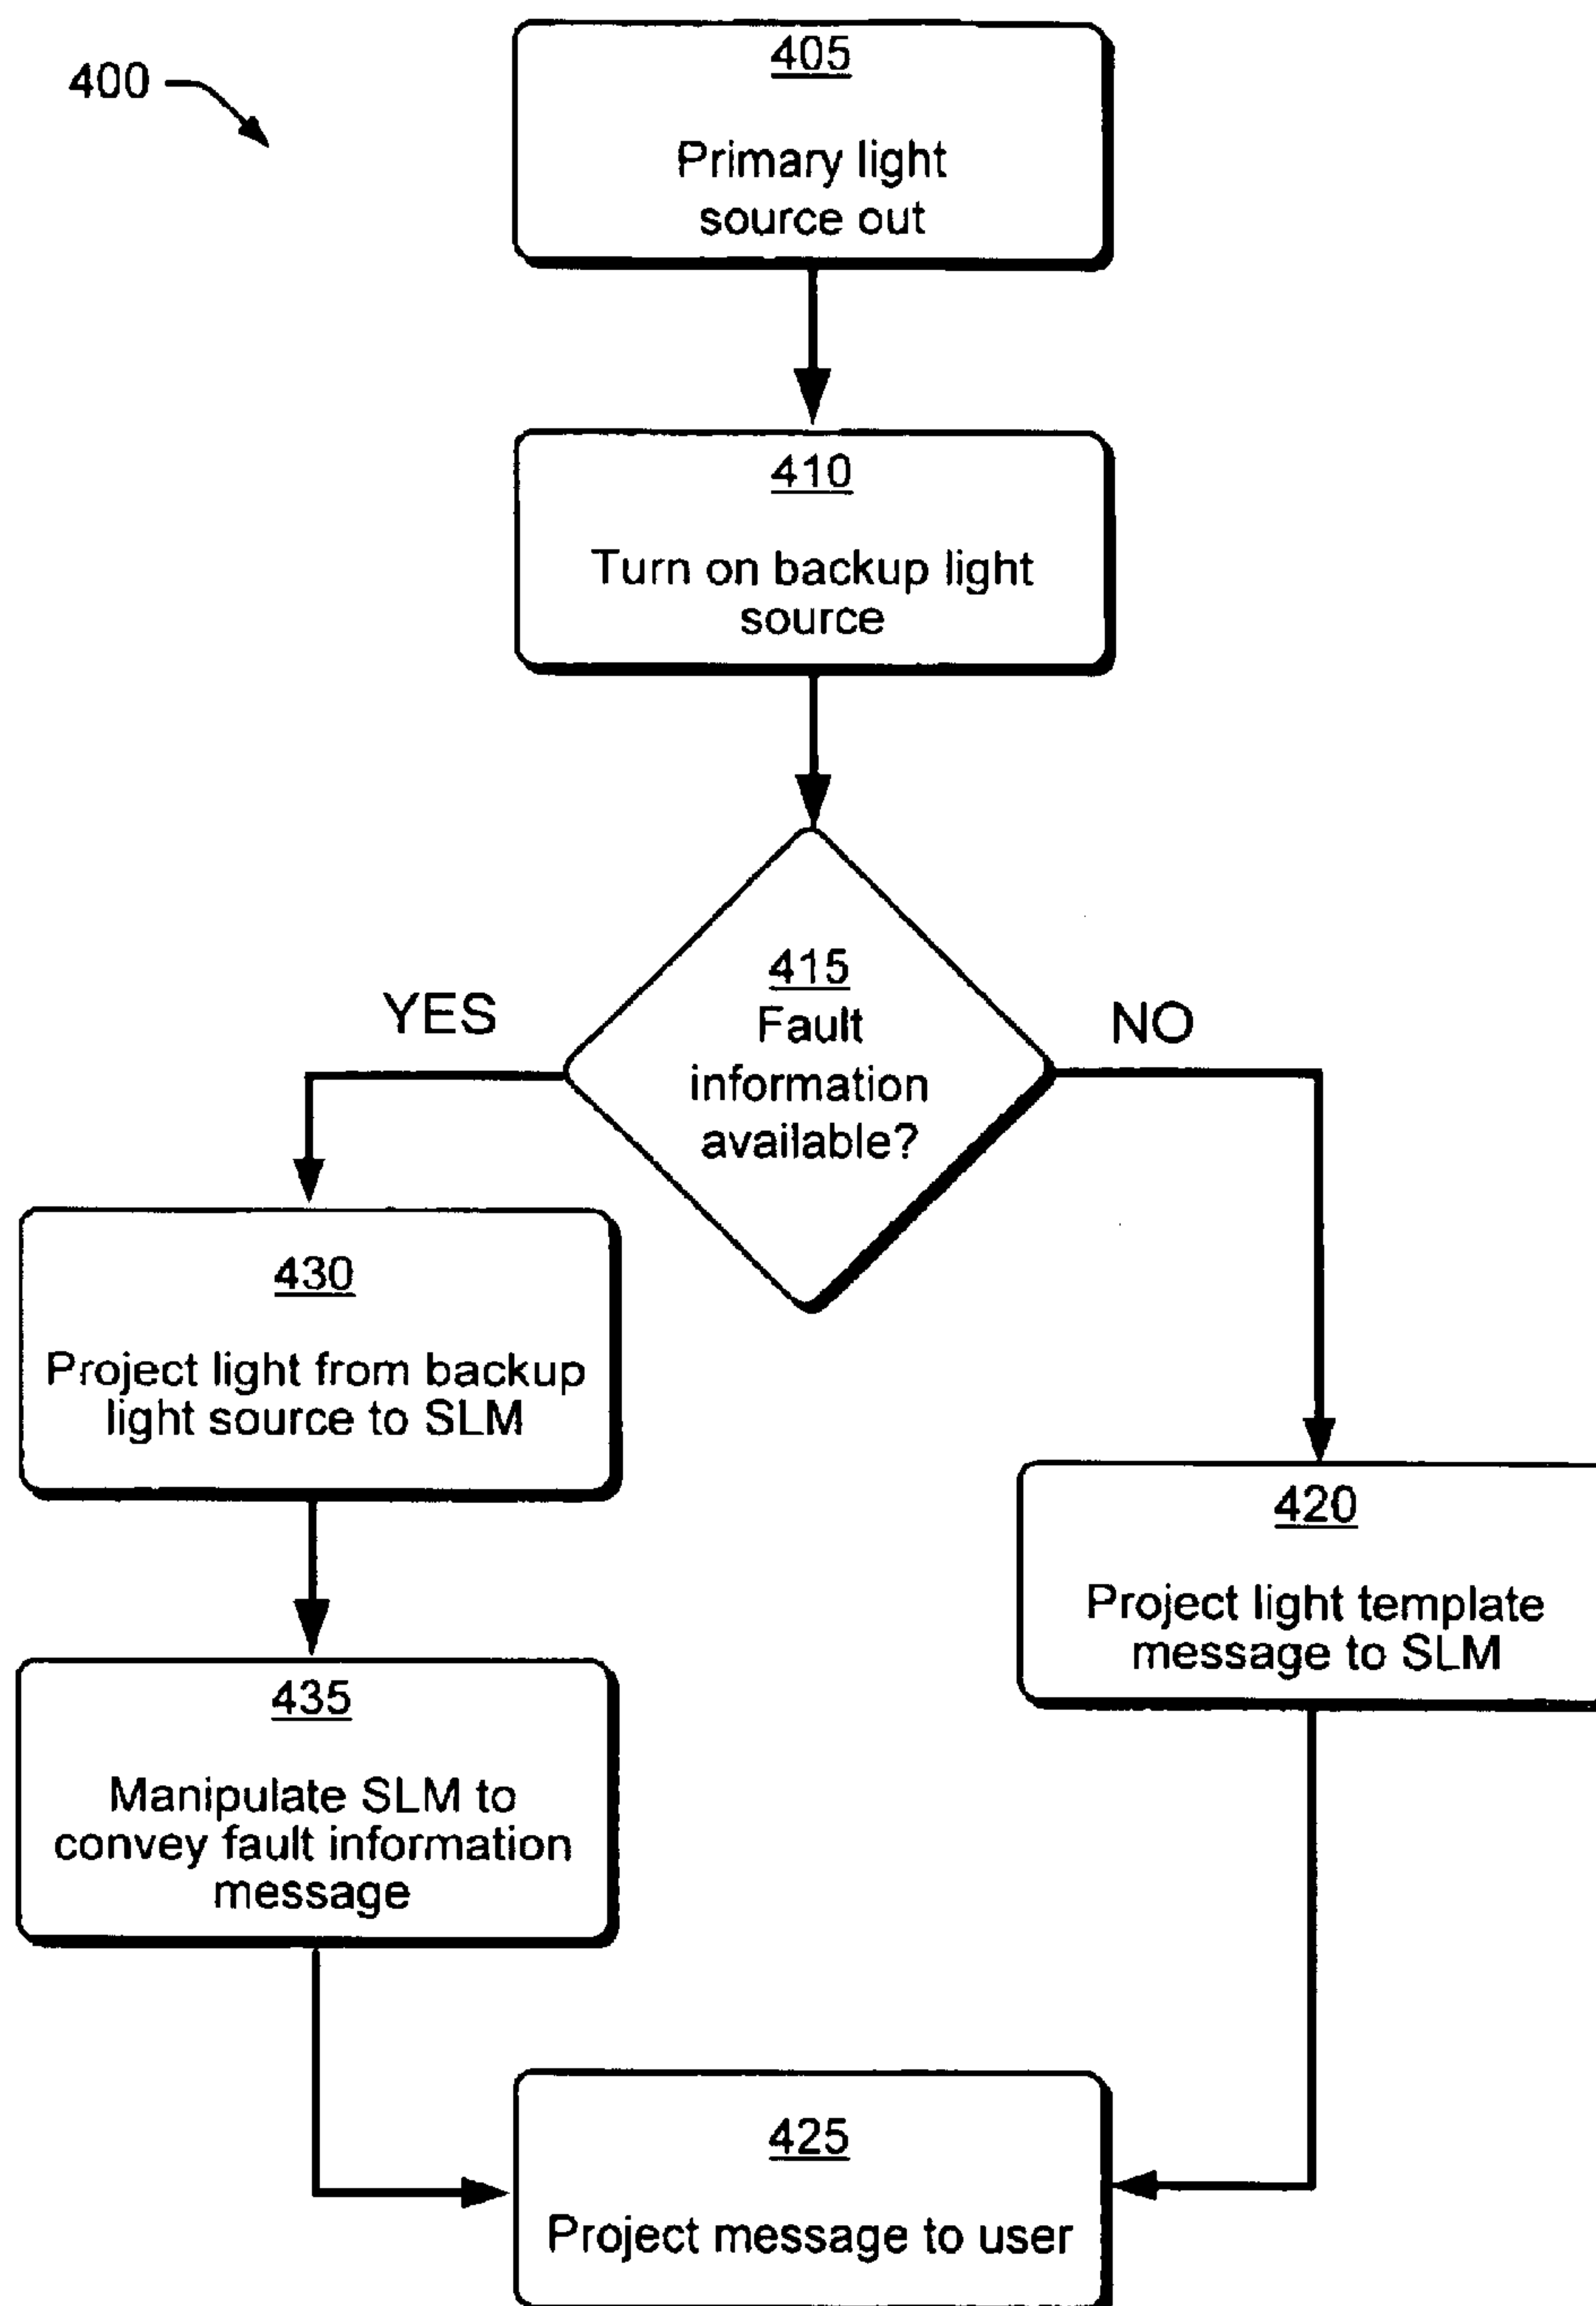 400
405
Primary light
source out
410
Turn on backup light
source
415
Fault
information
available?
YES
NO
430
Project light from backup
light source to SLM
420
Project light template
message to SLM
435
Manipulate SLM to
convey fault information
message
425
Project message to user